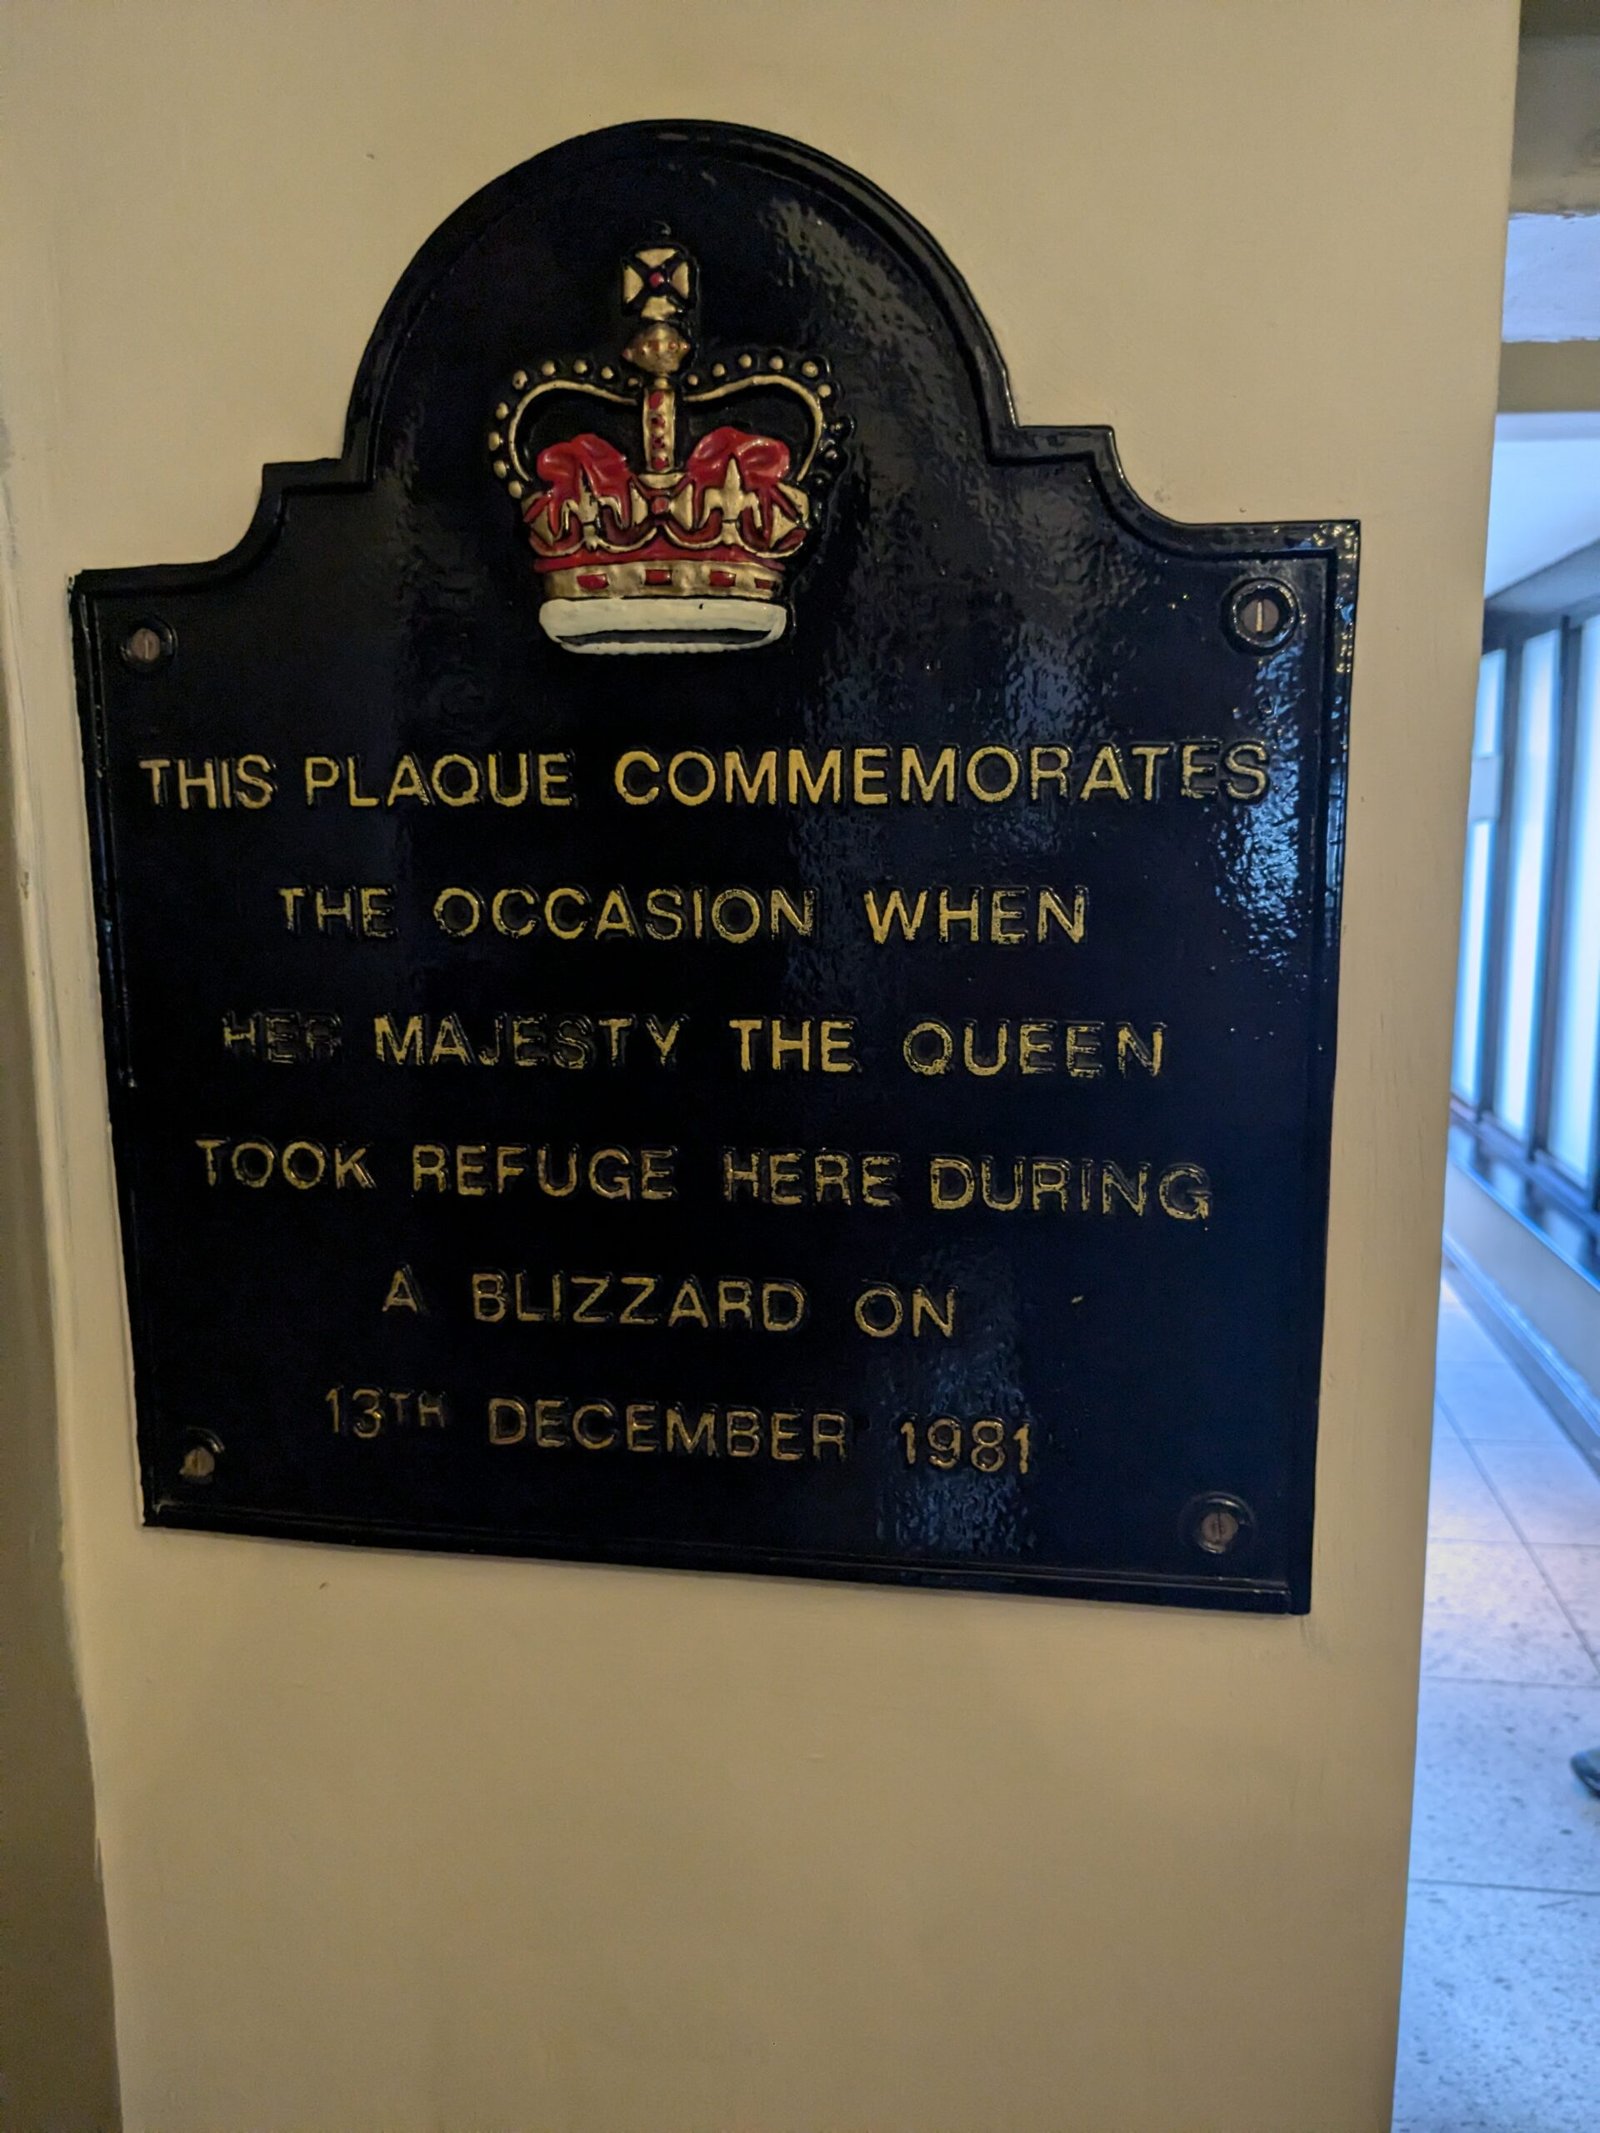 THIS PLAQUE COMMEMORATES
THE OCCASION WHEN
HER MAJESTY THE QUEEN
TOOK REFUGE HERE DURING
A BLIZZARD ON
13TH DECEMBER 1981